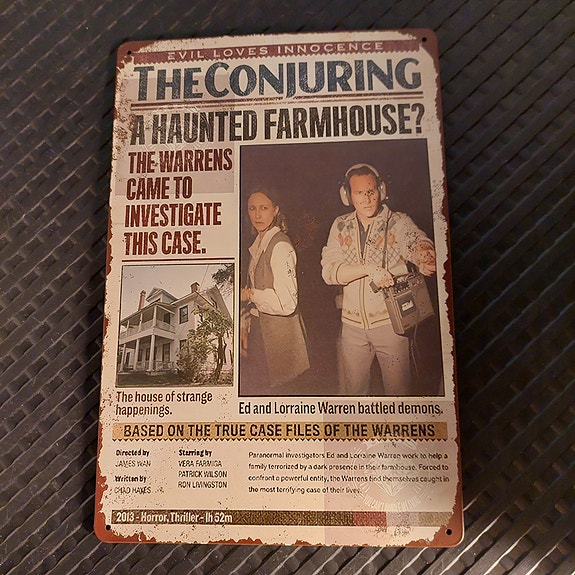 EVIL LOVES INNOCENCE
THE CONJURING
A HAUNTED FARMHOUSE?
THE WARRENS
CAME TO
INVESTIGATE
THIS CASE.
The house of strange
happenings.
Ed and Lorraine Warren battled demons.
BASED ON THE TRUE CASE FILES OF THE WARRENS
Directed by
JAMES WAN
Written by
CHAD HAYES
Starring by
VERA FARMIGA
PATRICK WILSON
RON LIVINGSTON
Paranormal investigators Ed and Lorraine Warren work to help a
family terrorized by a dark presence in their farmhouse. Forced to
confront a powerful entity, the Warrens find themselves caught in
the most terrifying case of their lives.
2013 - Horror, Thriller - 1h 52m